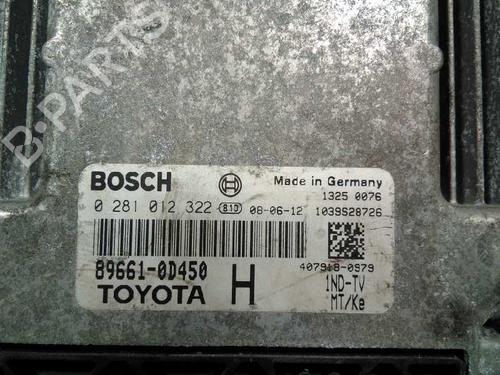 B-PARTS
BOSCH Made in Germany
1325 0076
0 281 012 322 81D 08-06-12 1039S28726
407918-0979
89661-0D450 1ND-TV
TOYOTA H MT/Ke